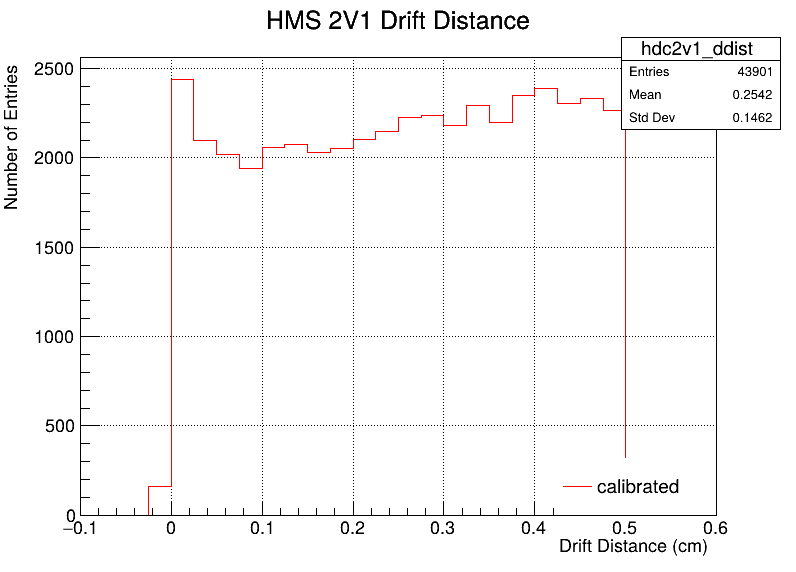 HMS 2V1 Drift Distance
hdc2v1_ddist
Entries 43901
Mean 0.2542
Std Dev 0.1462
Number of Entries
2500
2000
1500
1000
500
0
−0.1 0 0.1 0.2 0.3 0.4 0.5 0.6
calibrated
Drift Distance (cm)